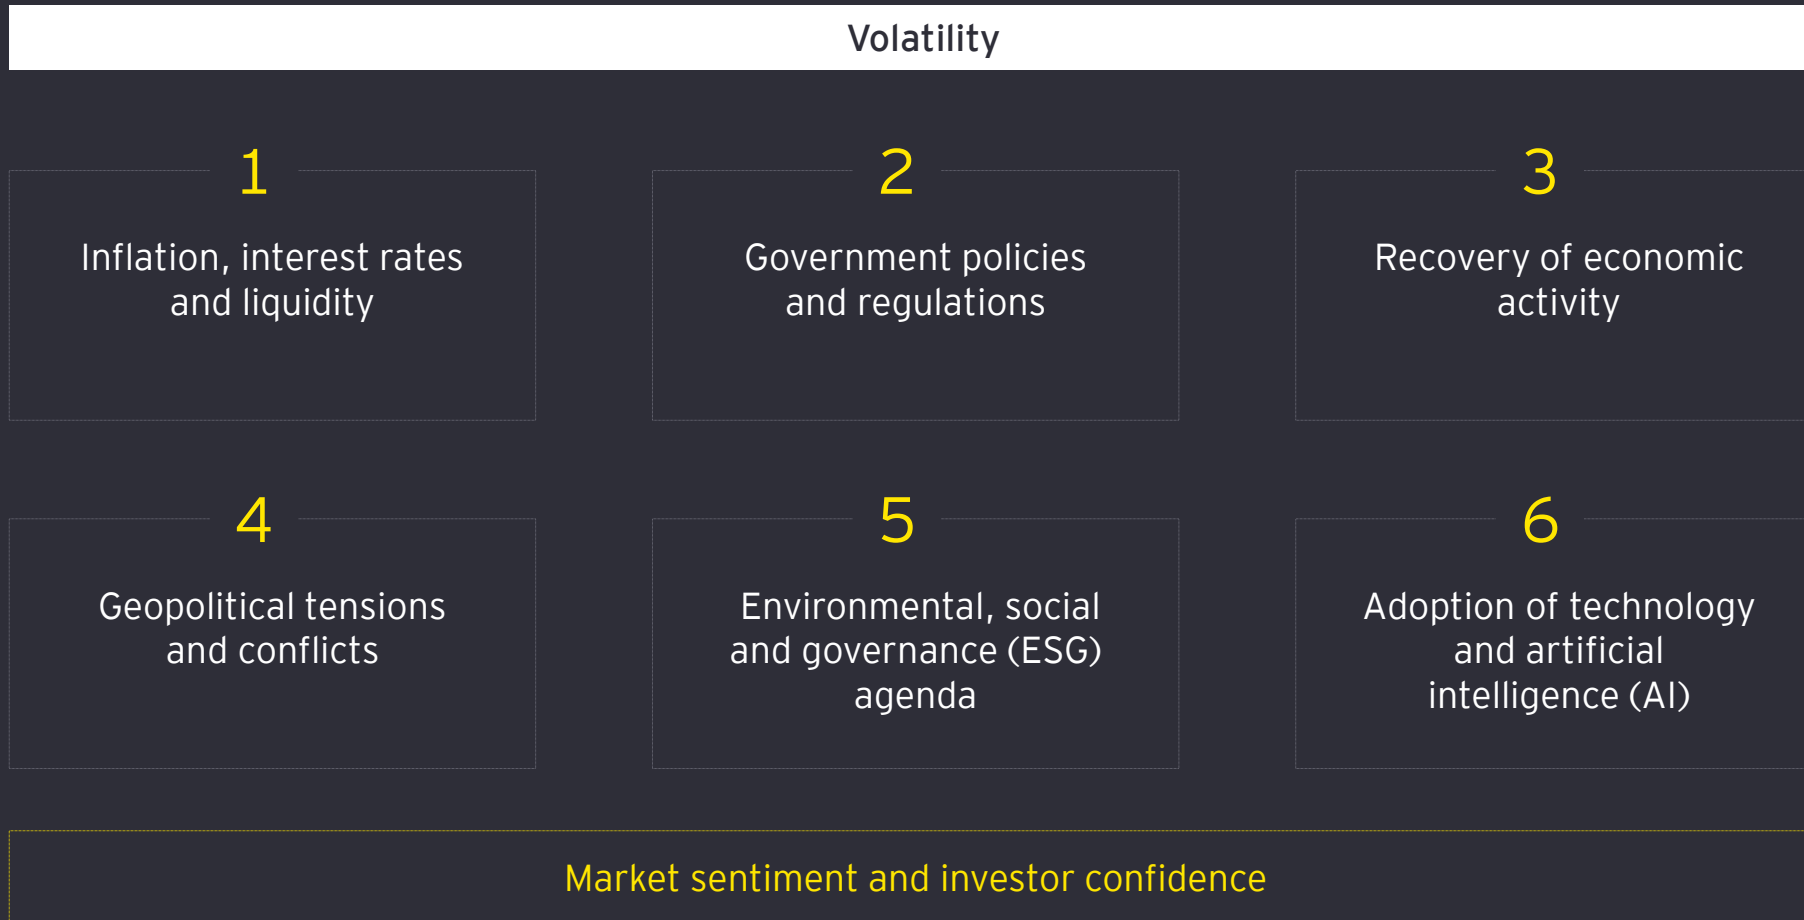 Volatility
1
Inflation, interest rates
and liquidity
2
Government policies
and regulations
3
Recovery of economic
activity
4
Geopolitical tensions
and conflicts
5
Environmental, social
and governance (ESG)
agenda
6
Adoption of technology
and artificial
intelligence (AI)
Market sentiment and investor confidence